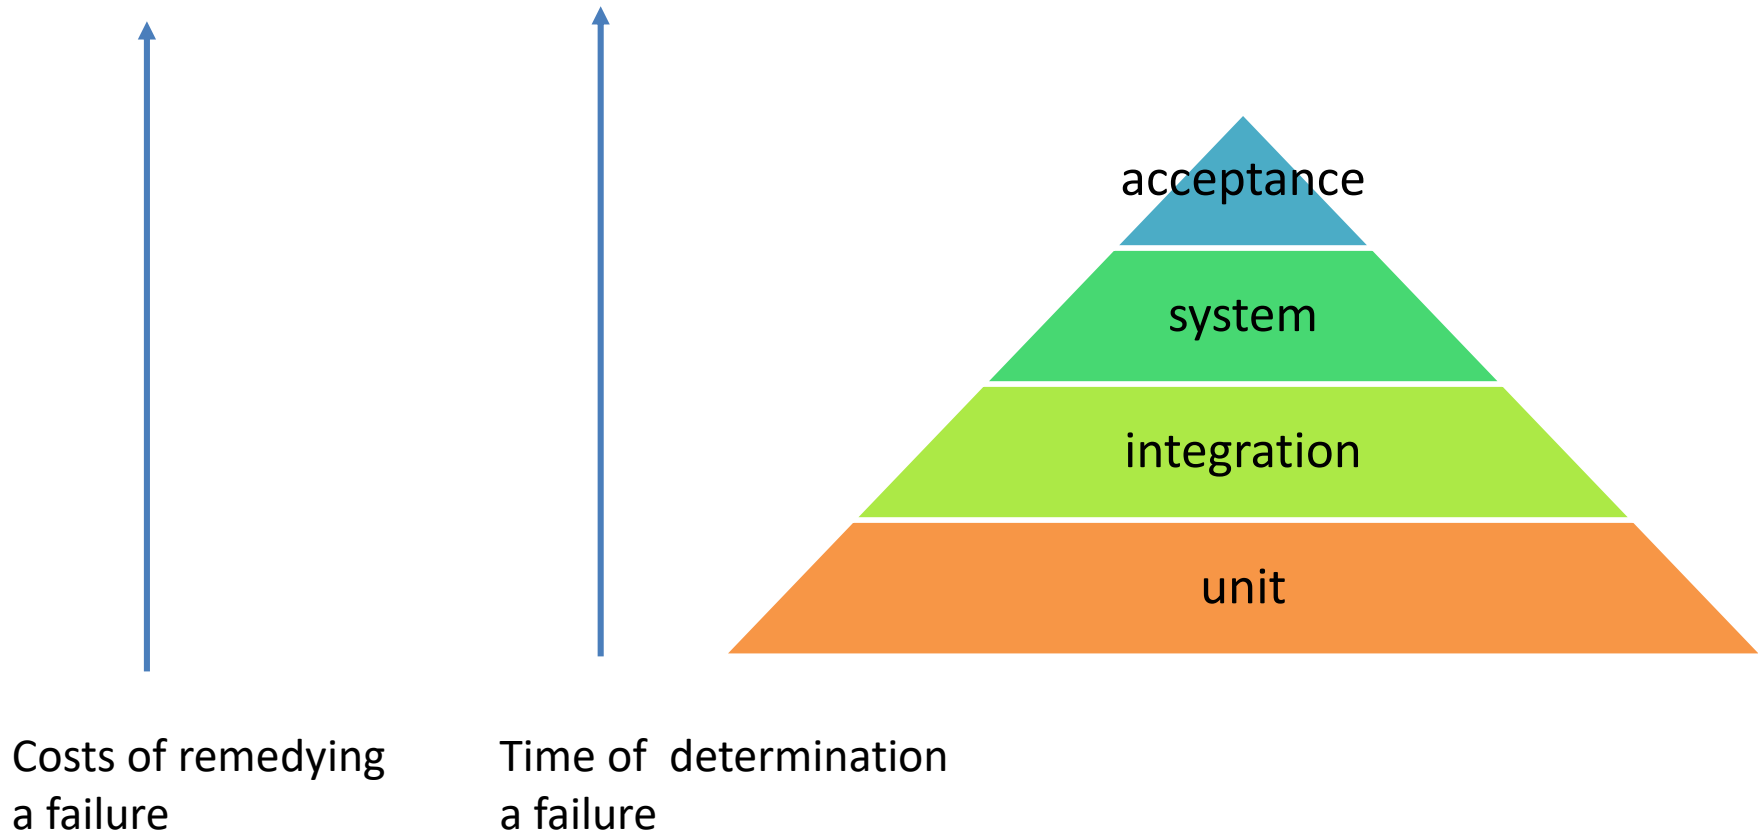 acceptance
system
integration
unit
Costs of remedying
a failure
Time of  determination
a failure